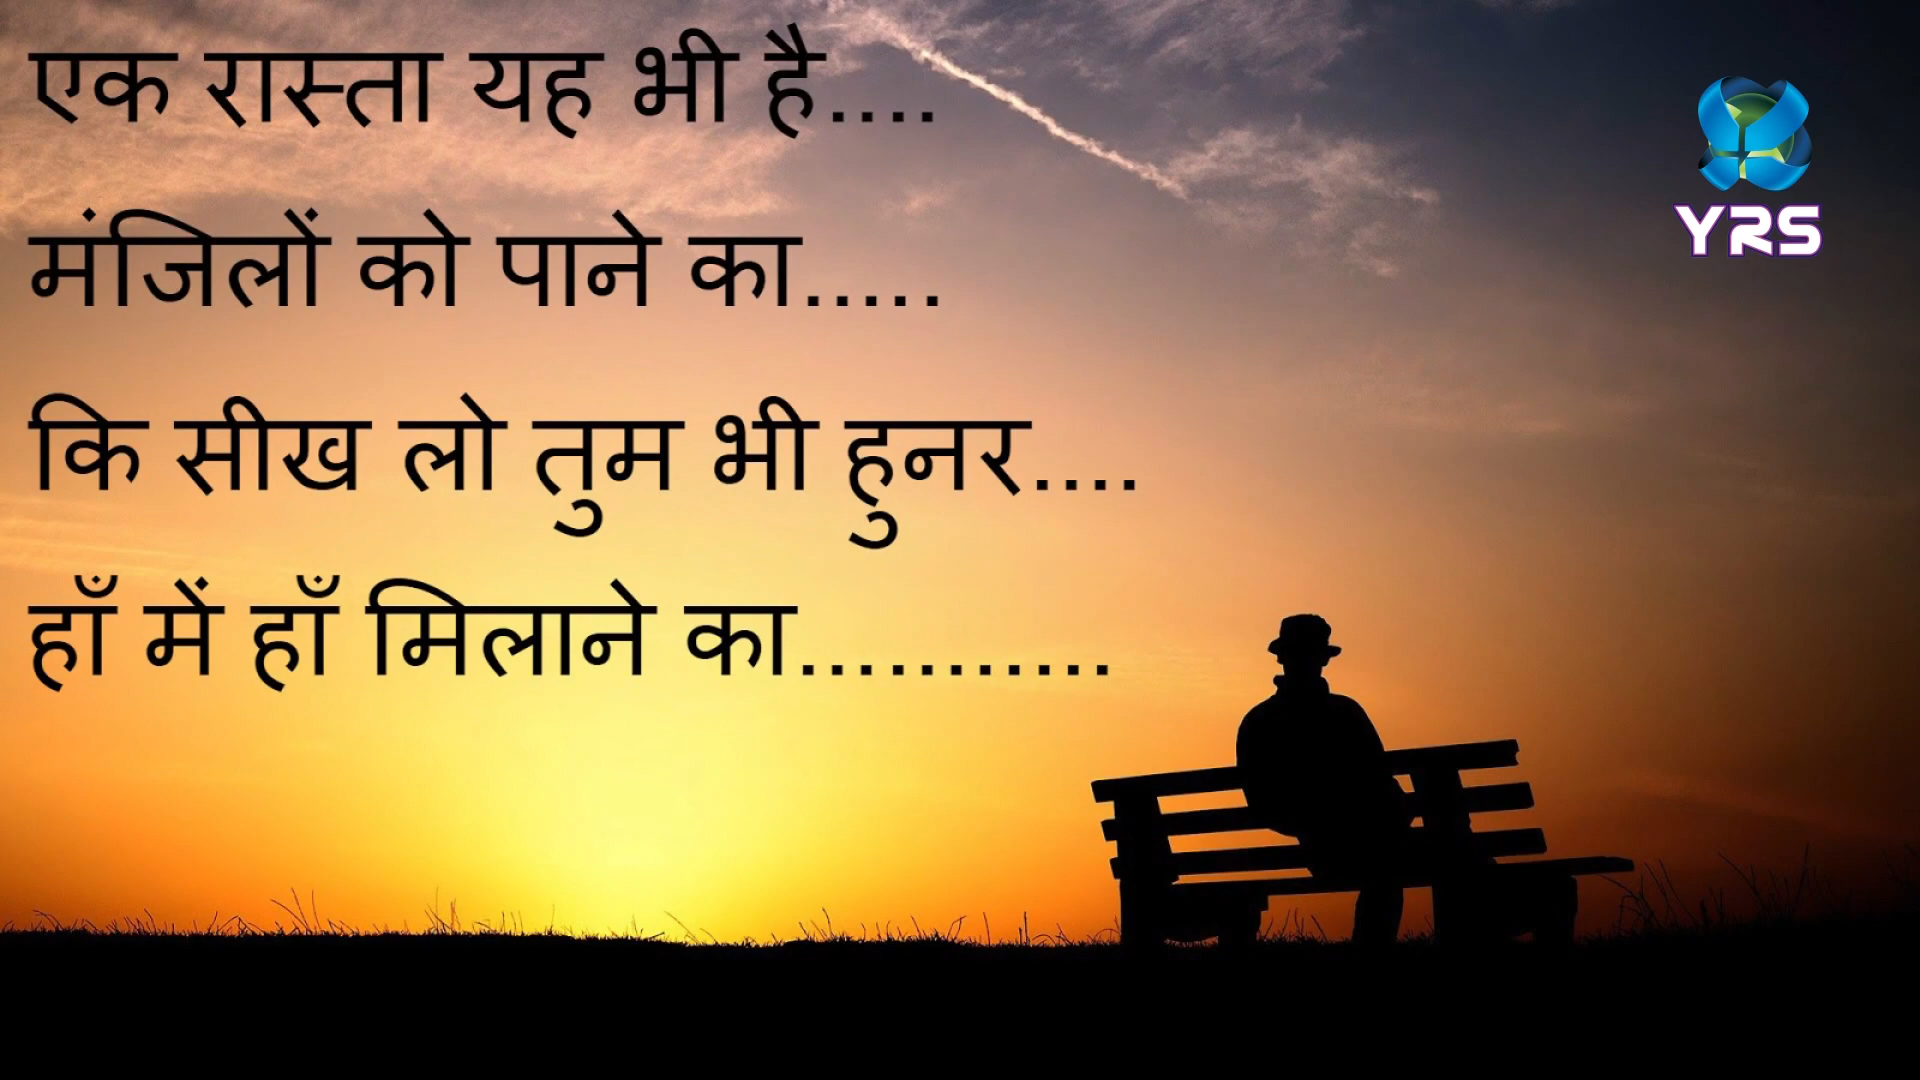 एक रास्ता यह भी है....
मंजिलों को पाने का.....
कि सीख लो तुम भी हुनर....
हाँ में हाँ मिलाने का...........
YRS